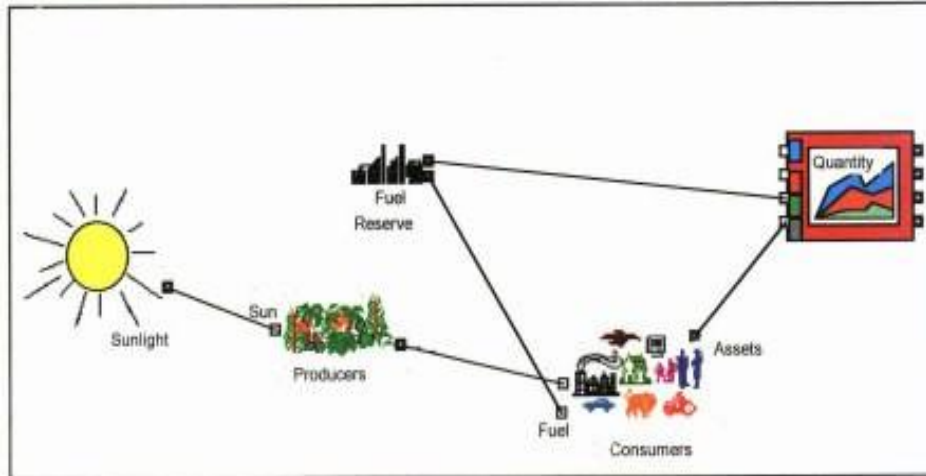 Quantity
Fuel
Reserve
Sun
Sunlight
Producers
Assets
Fuel
Consumers